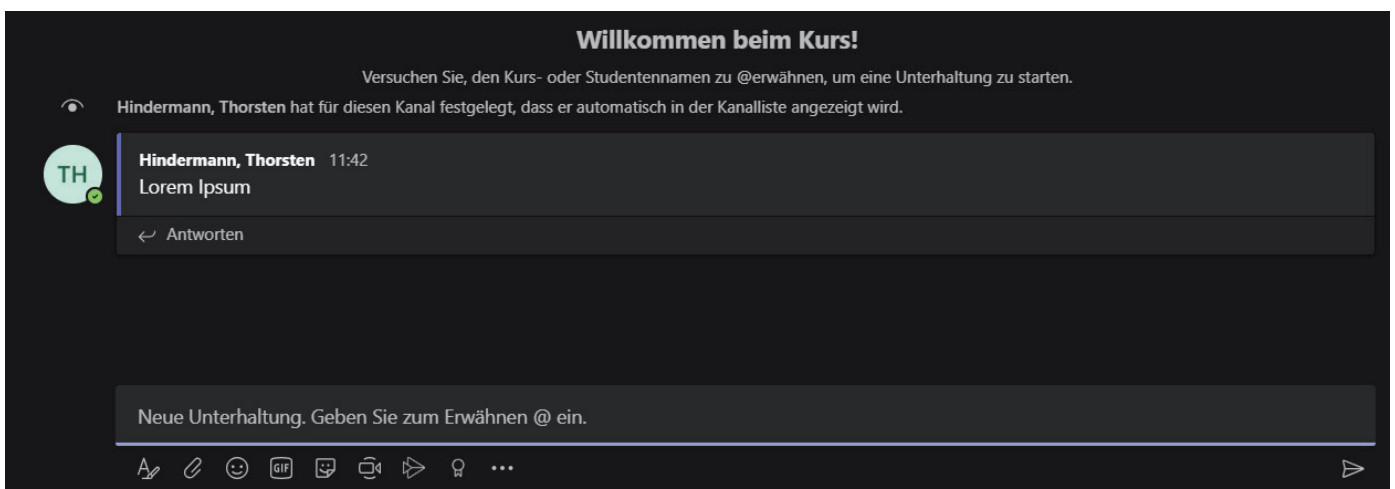 Willkommen beim Kurs!
Versuchen Sie, den Kurs- oder Studentennamen zu @erwähnen, um eine Unterhaltung zu starten.
Hindermann, Thorsten hat für diesen Kanal festgelegt, dass er automatisch in der Kanalliste angezeigt wird.
TH
Hindermann, Thorsten 11:42
Lorem Ipsum
Antworten
Neue Unterhaltung. Geben Sie zum Erwähnen @ ein.
GIF